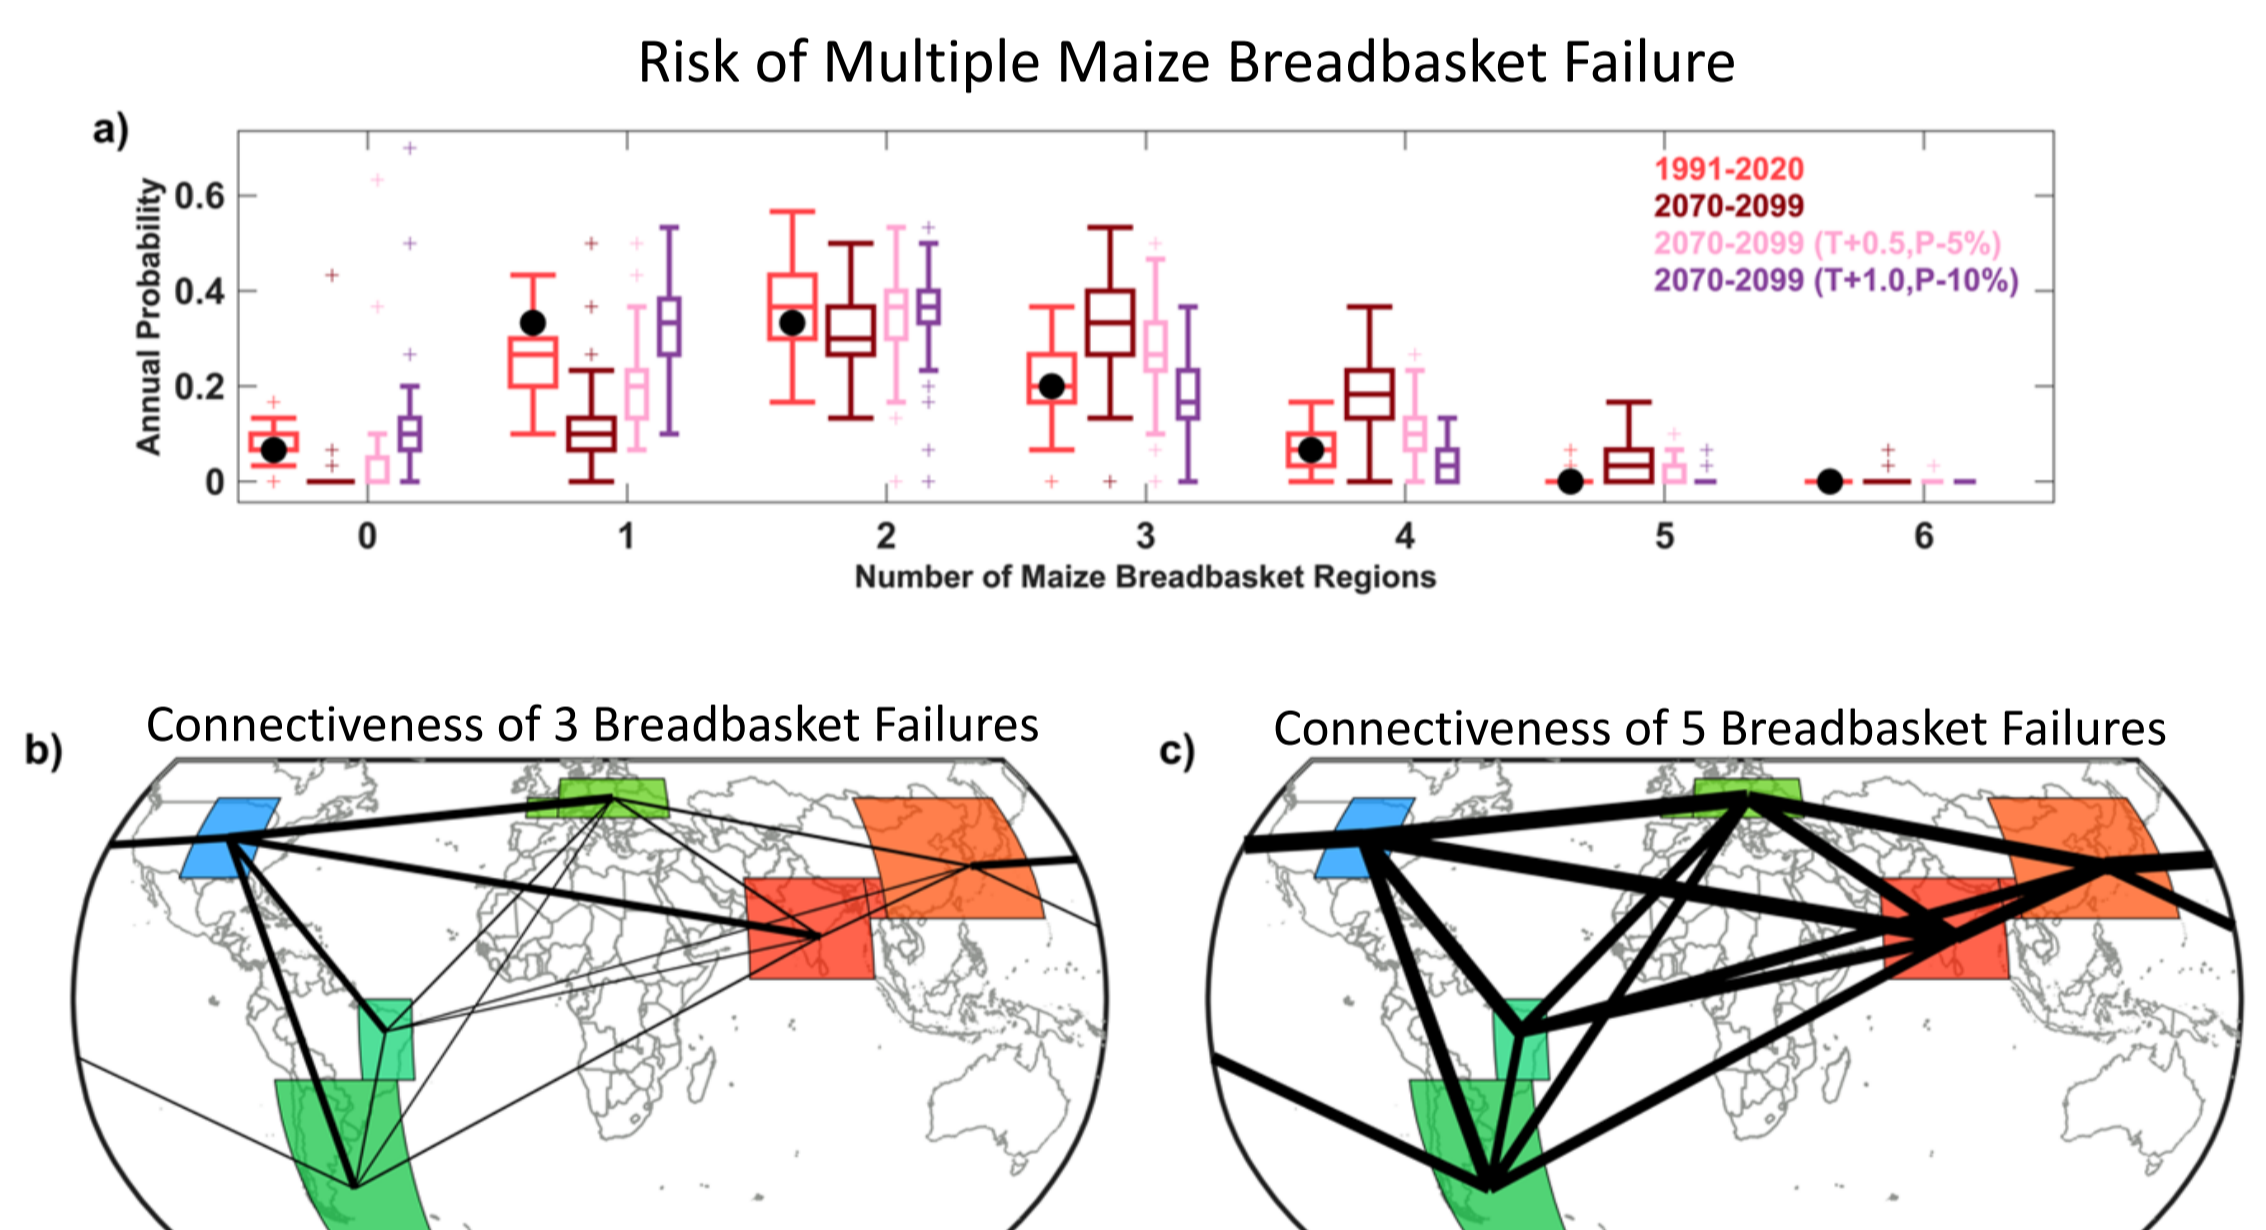 Risk of Multiple Maize Breadbasket Failure
a)
Annual Probability
0.6
0.4
0.2
0
1991-2020
2070-2099
2070-2099 (T+0.5,P-5%)
2070-2099 (T+1.0,P-10%)
0 1 2 3 4 5 6
Number of Maize Breadbasket Regions
b)
Connectiveness of 3 Breadbasket Failures
c)
Connectiveness of 5 Breadbasket Failures